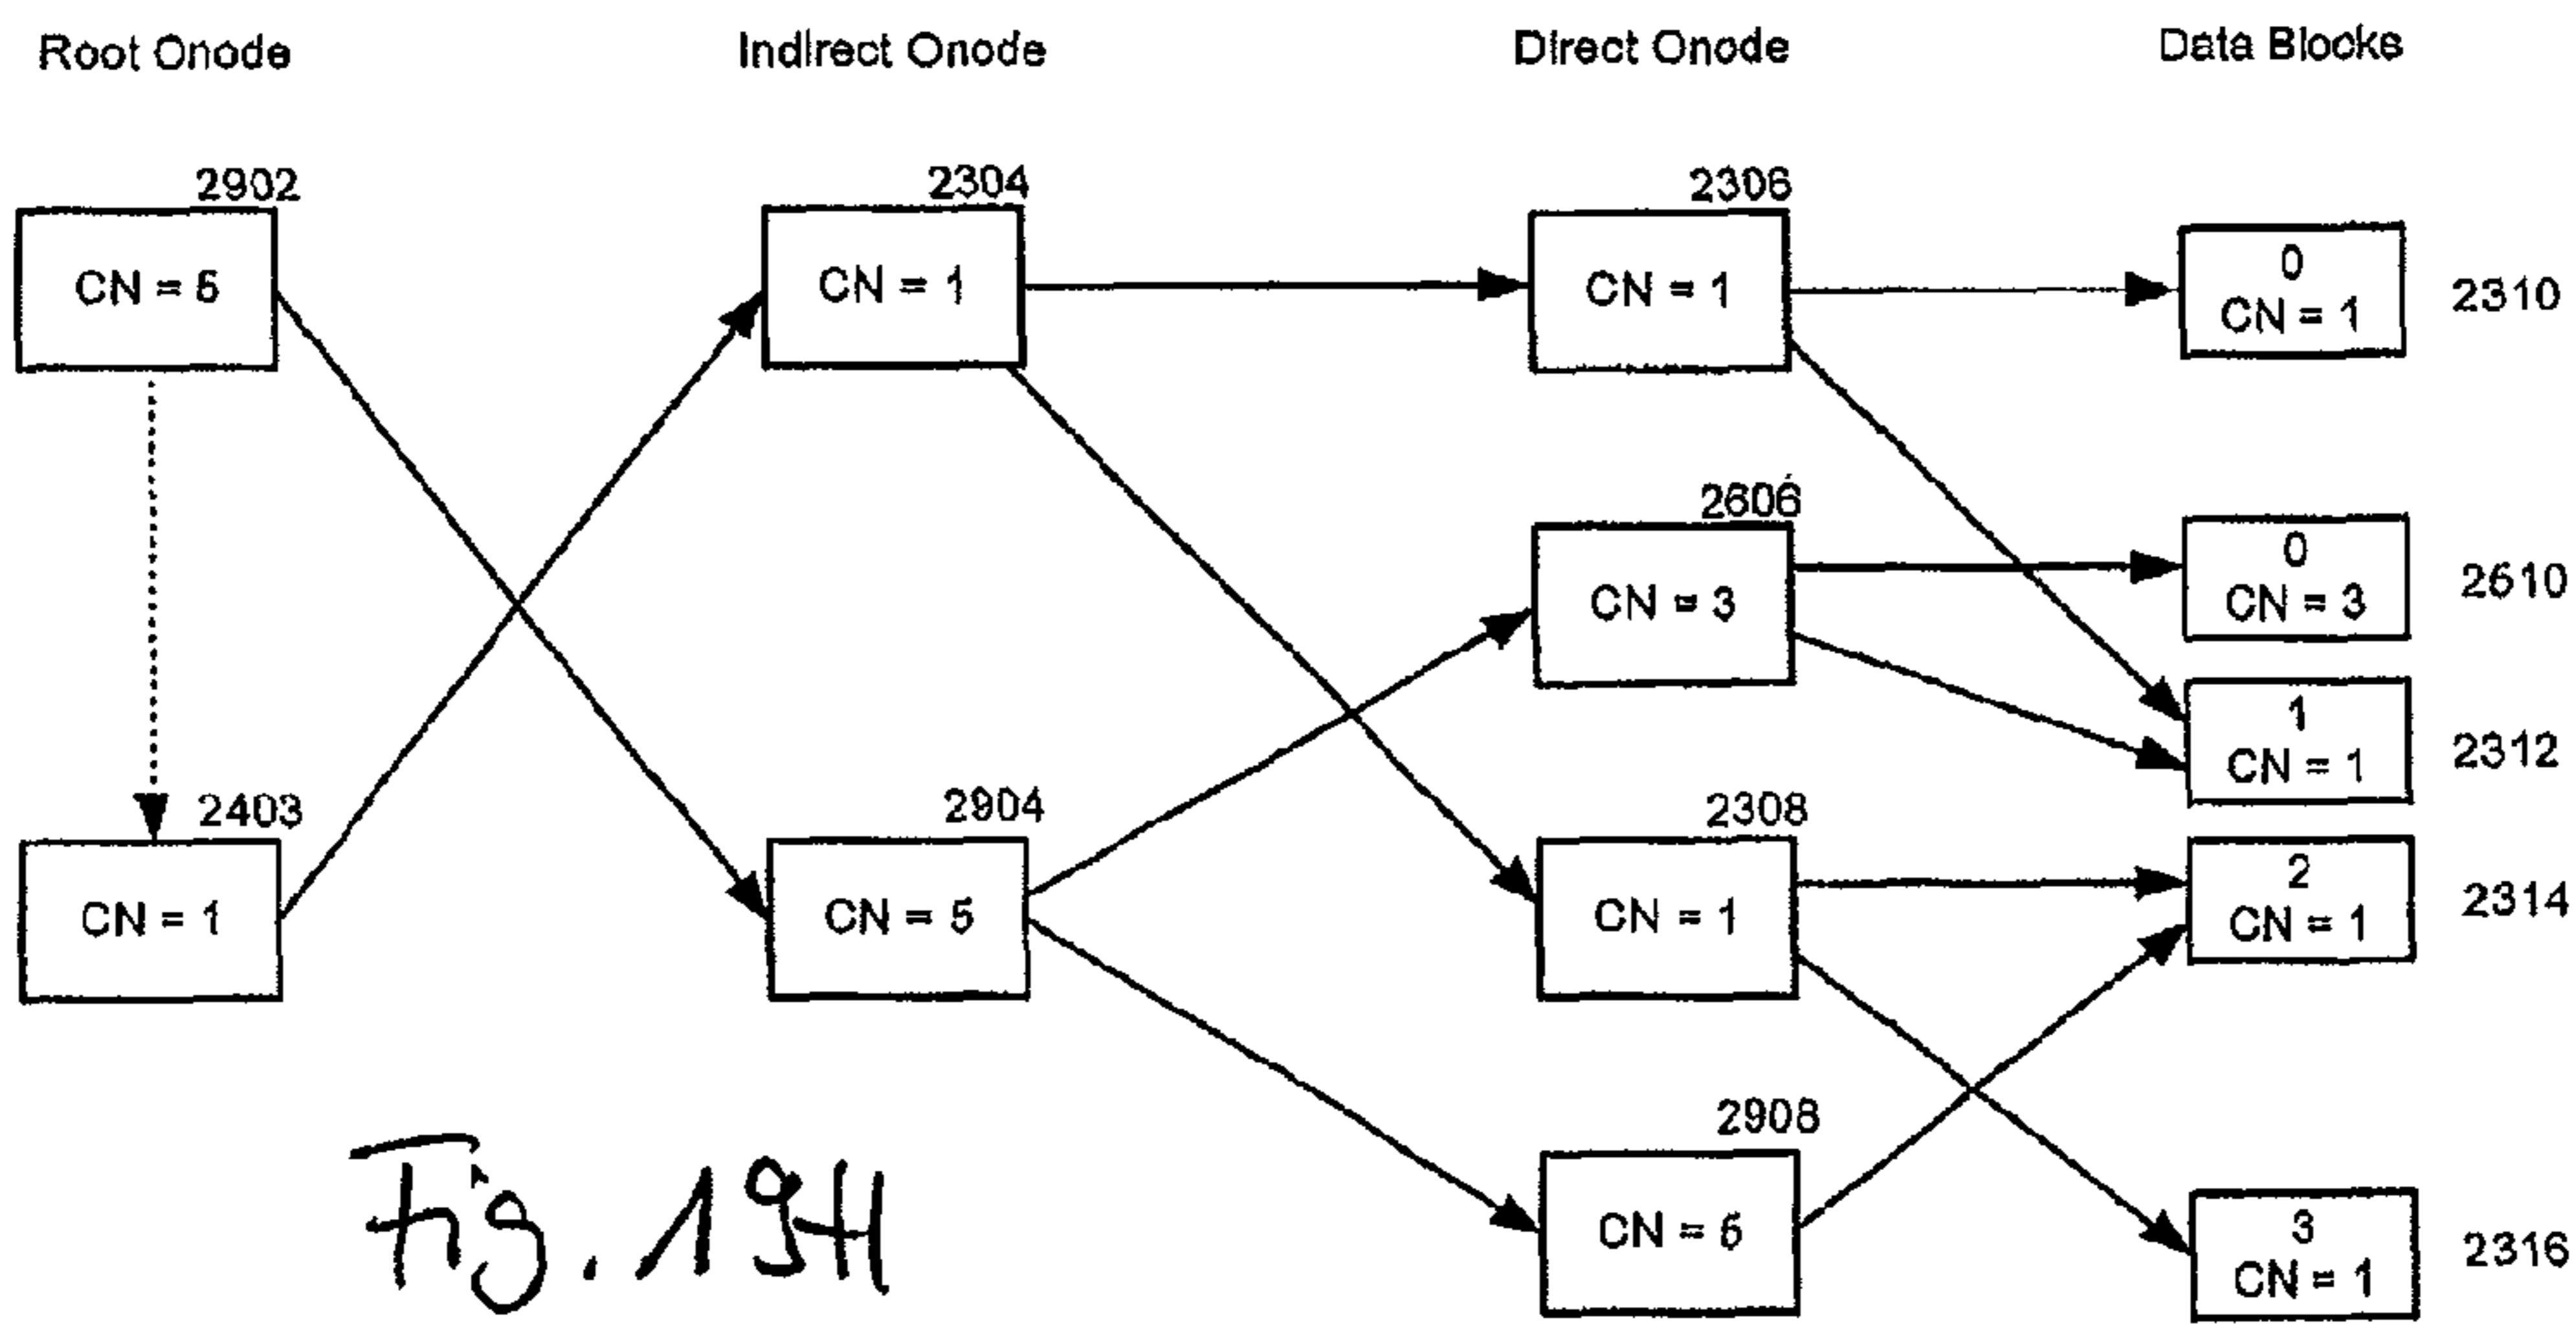 Root Onode Indirect Onode Direct Onode Data Blocks
2902 2304 2306
CN = 5 CN = 1 CN = 1 0
CN = 1 2310
2606
CN = 3 0
CN = 3 2610
1
CN = 1 2312
2403 2904 2308
CN = 1 CN = 5 CN = 1 2
CN = 1 2314
2908
CN = 5 3
CN = 1 2316
Fig. 19H